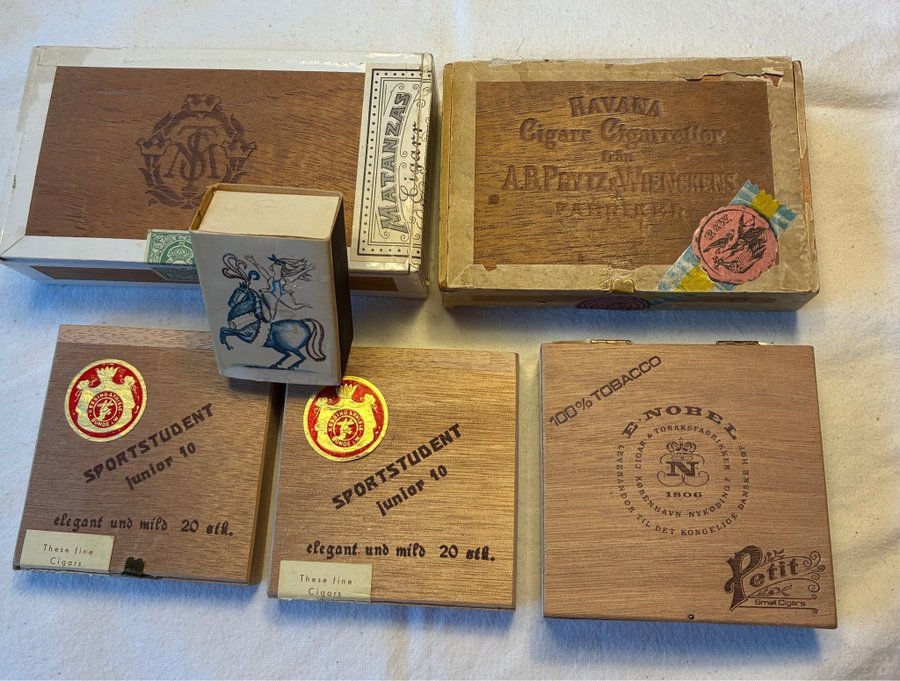 MATANZAS
Cigarr
HAVANA
Cigarr Cigarretter
från
A.B. PRYTZ & WIENCKENS
FABRIKER
P&W.
SPORTSTUDENT
junior 10
elegant und mild 20 stk.
These fine
Cigars
SPORTSTUDENT
junior 10
elegant und mild 20 stk.
These fine
Cigars
100% TOBACCO
E·NOBEL
CIGAR & TOBAKSFABRIKKER
KØBENHAVN NYKØBING F.
LEVERANDØR TIL DET KONGELIGE DANSKE HOF
N
1806
Petit
Small Cigars